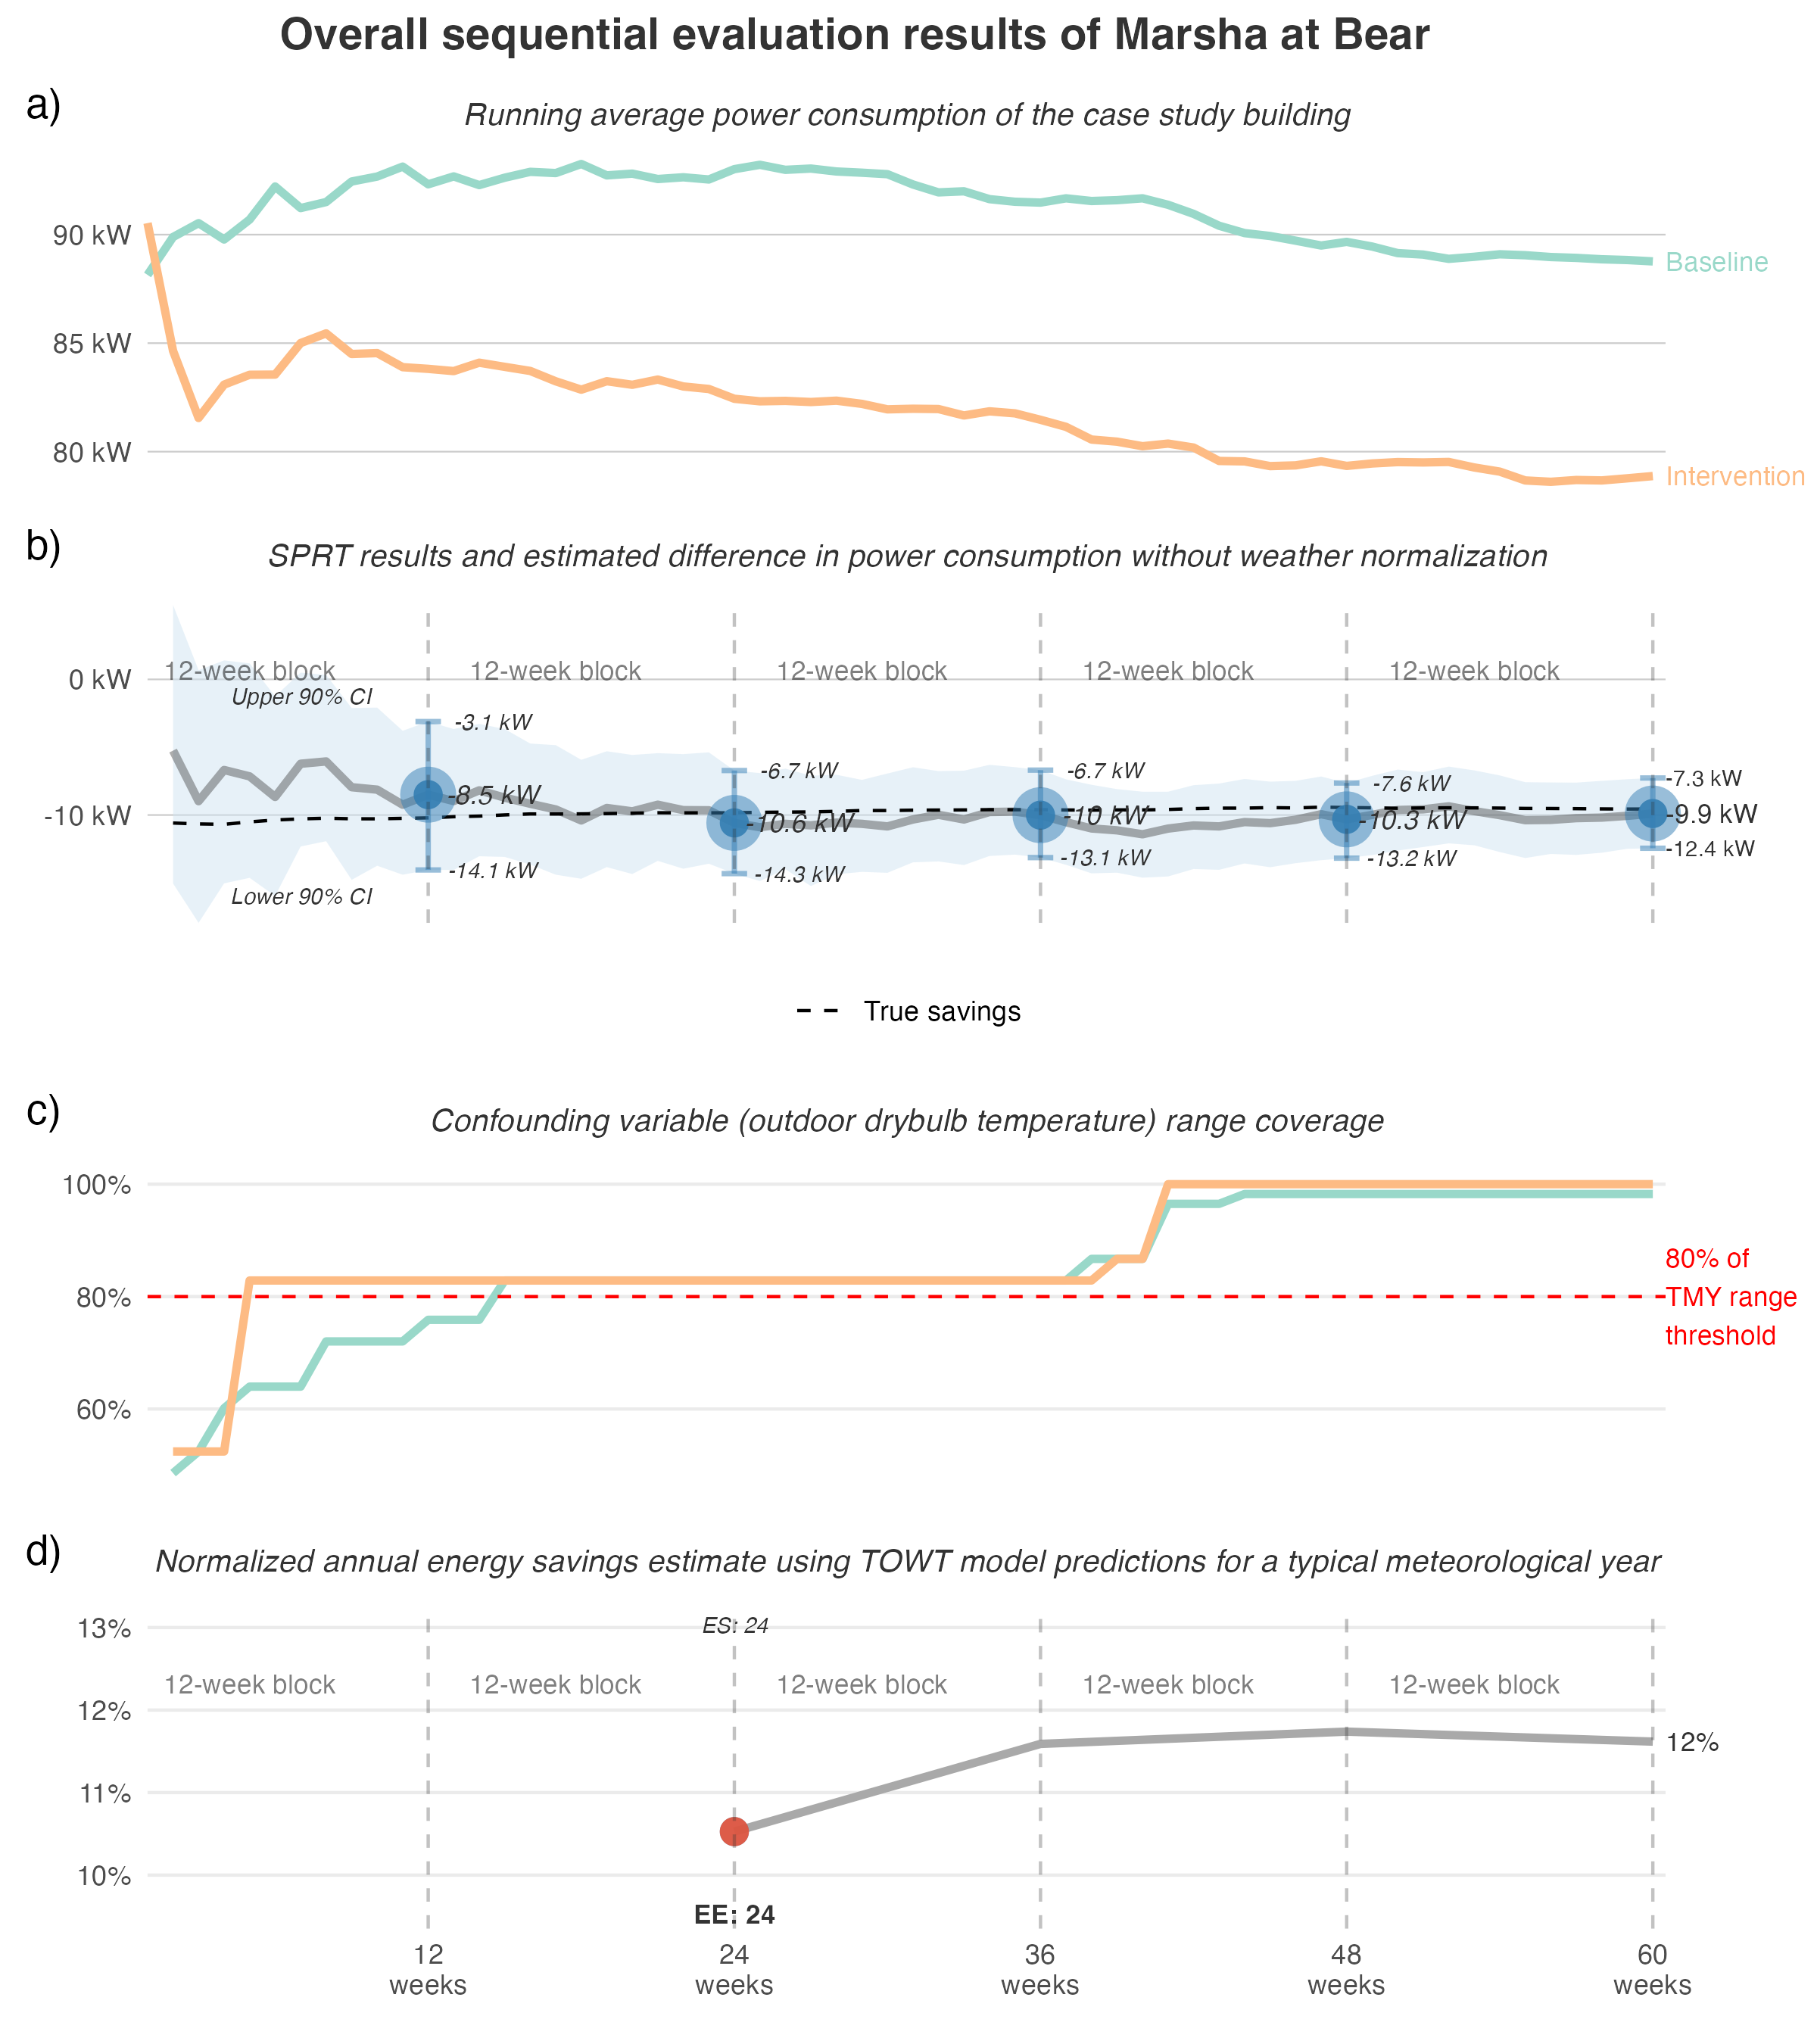 Overall sequential evaluation results of Marsha at Bear
a)
Running average power consumption of the case study building
90 kW
85 kW
80 kW
Baseline
Intervention
b)
SPRT results and estimated difference in power consumption without weather normalization
12-week block
12-week block
12-week block
12-week block
12-week block
0 kW
-10 kW
Upper 90% CI
Lower 90% CI
-3.1 kW
-8.5 kW
-14.1 kW
-6.7 kW
-10.6 kW
-14.3 kW
-6.7 kW
-10 kW
-13.1 kW
-7.6 kW
-10.3 kW
-13.2 kW
-7.3 kW
-9.9 kW
-12.4 kW
True savings
c)
Confounding variable (outdoor drybulb temperature) range coverage
100%
80%
60%
80% of
TMY range
threshold
d)
Normalized annual energy savings estimate using TOWT model predictions for a typical meteorological year
13%
12%
11%
10%
ES: 24
12-week block
12-week block
12-week block
12-week block
12-week block
12%
EE: 24
12
weeks
24
weeks
36
weeks
48
weeks
60
weeks